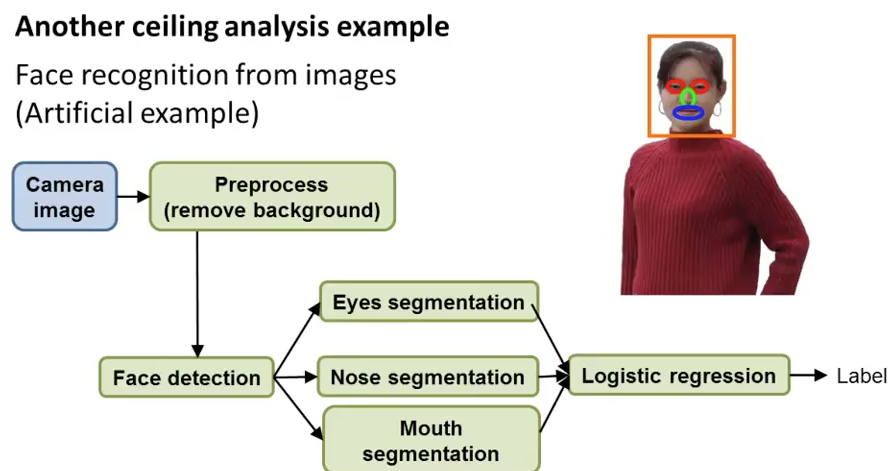 Another ceiling analysis example
Face recognition from images
(Artificial example)
Camera
image
Preprocess
(remove background)
Eyes segmentation
Face detection
Nose segmentation
Logistic regression
Label
Mouth
segmentation